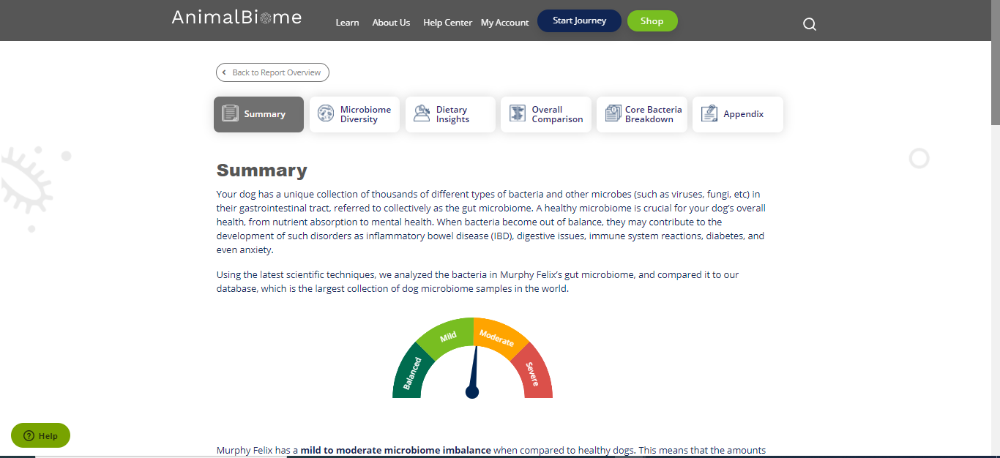 AnimalBiome
Learn
About Us
Help Center
My Account
Start Journey
Shop
Back to Report Overview
Summary
Microbiome
Diversity
Dietary
Insights
Overall
Comparison
Core Bacteria
Breakdown
Appendix
Summary
Your dog has a unique collection of thousands of different types of bacteria and other microbes (such as viruses, fungi, etc) in
their gastrointestinal tract, referred to collectively as the gut microbiome. A healthy microbiome is crucial for your dog's overall
health, from nutrient absorption to mental health. When bacteria become out of balance, they may contribute to the
development of such disorders as inflammatory bowel disease (IBD), digestive issues, immune system reactions, diabetes, and
even anxiety.
Using the latest scientific techniques, we analyzed the bacteria in Murphy Felix's gut microbiome, and compared it to our
database, which is the largest collection of dog microbiome samples in the world.
Balanced
Mild
Moderate
Severe
Help
Murphy Felix has a mild to moderate microbiome imbalance when compared to healthy dogs. This means that the amounts